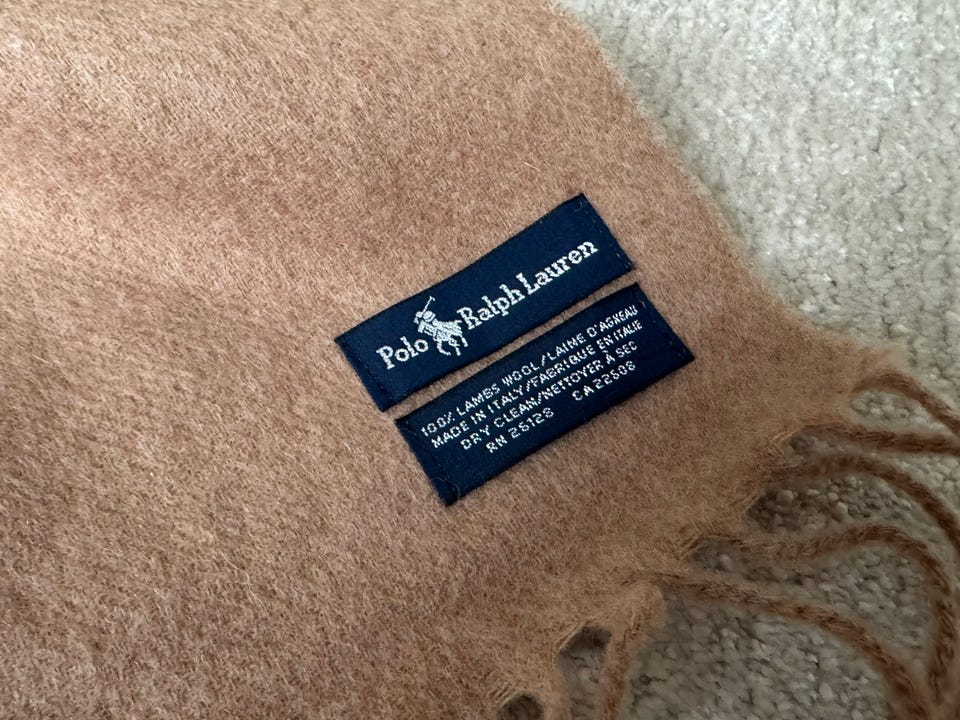 Polo Ralph Lauren
100% LAMBS WOOL/LAINE D'AGNEAU
MADE IN ITALY/FABRIQUE EN ITALIE
DRY CLEAN/NETTOYER À SEC
RN 25128 CA 22508